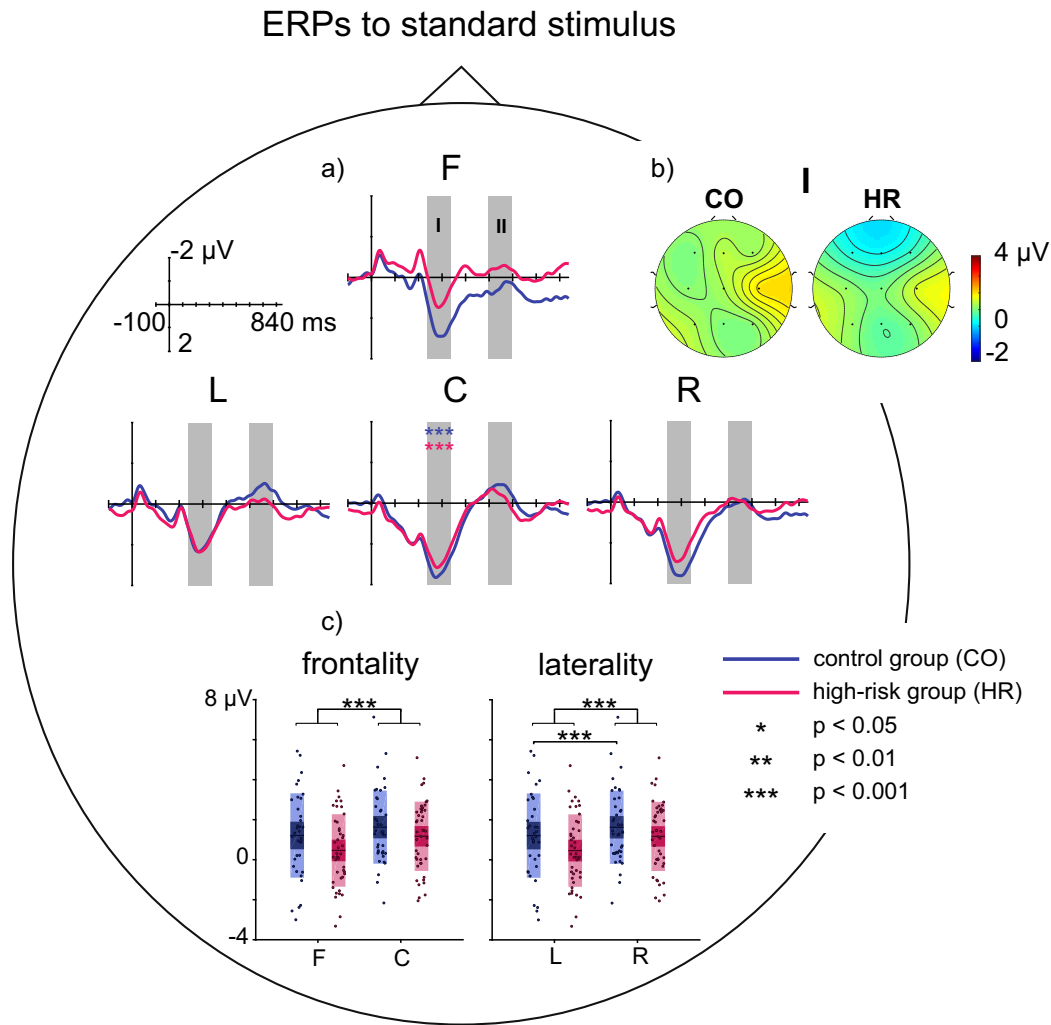 ERPs to standard stimulus
a)
F
I
II
b)
I
CO
HR
4 µV
0
-2
-2 µV
-100
840 ms
2
L
C
R
***
***
c)
frontality
laterality
8 µV
0
-4
***
F
C
***
***
L
R
control group (CO)
high-risk group (HR)
* p < 0.05
** p < 0.01
*** p < 0.001